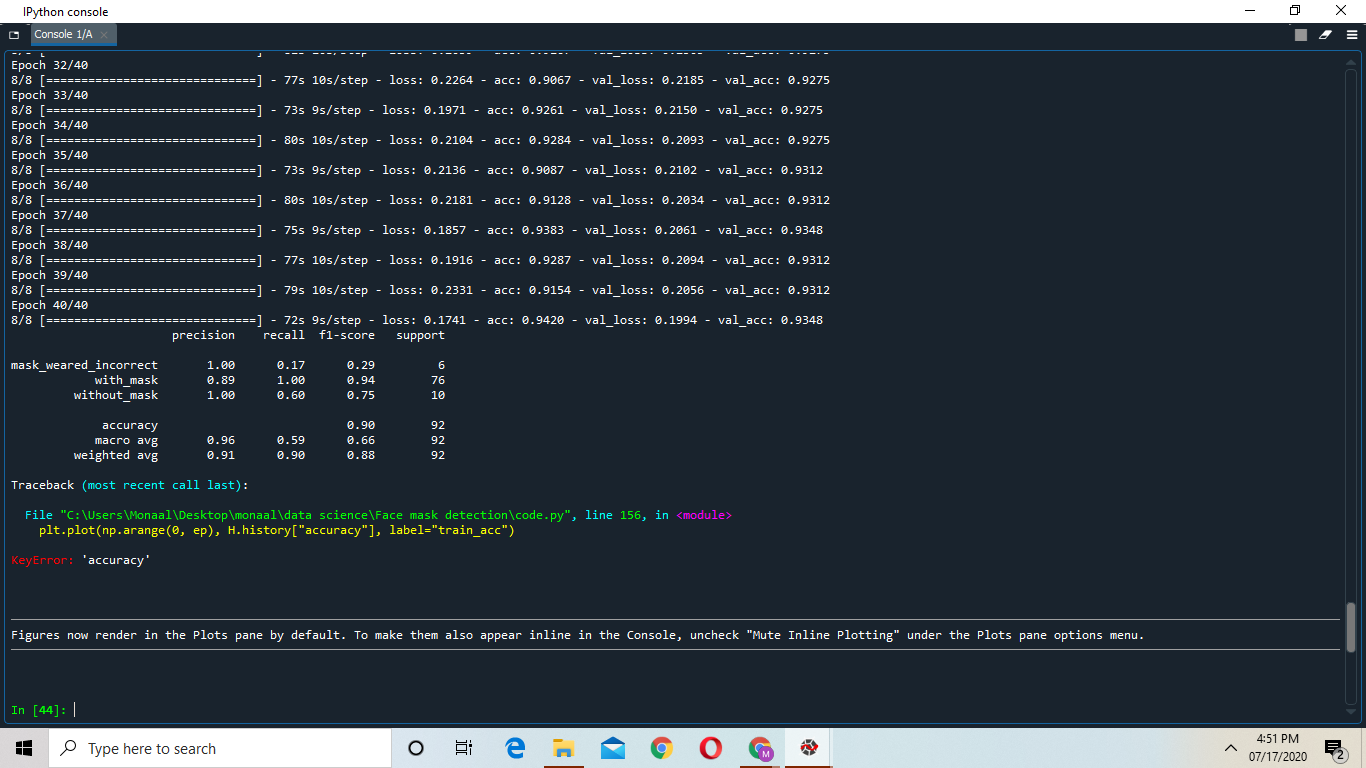 IPython console
Console 1/A
Epoch 32/40
8/8 [==============================] - 77s 10s/step - loss: 0.2264 - acc: 0.9067 - val_loss: 0.2185 - val_acc: 0.9275
Epoch 33/40
8/8 [==============================] - 73s 9s/step - loss: 0.1971 - acc: 0.9261 - val_loss: 0.2150 - val_acc: 0.9275
Epoch 34/40
8/8 [==============================] - 80s 10s/step - loss: 0.2104 - acc: 0.9284 - val_loss: 0.2093 - val_acc: 0.9275
Epoch 35/40
8/8 [==============================] - 73s 9s/step - loss: 0.2136 - acc: 0.9087 - val_loss: 0.2102 - val_acc: 0.9312
Epoch 36/40
8/8 [==============================] - 80s 10s/step - loss: 0.2181 - acc: 0.9128 - val_loss: 0.2034 - val_acc: 0.9312
Epoch 37/40
8/8 [==============================] - 75s 9s/step - loss: 0.1857 - acc: 0.9383 - val_loss: 0.2061 - val_acc: 0.9348
Epoch 38/40
8/8 [==============================] - 77s 10s/step - loss: 0.1916 - acc: 0.9287 - val_loss: 0.2094 - val_acc: 0.9312
Epoch 39/40
8/8 [==============================] - 79s 10s/step - loss: 0.2331 - acc: 0.9154 - val_loss: 0.2056 - val_acc: 0.9312
Epoch 40/40
8/8 [==============================] - 72s 9s/step - loss: 0.1741 - acc: 0.9420 - val_loss: 0.1994 - val_acc: 0.9348
precision recall f1-score support
mask_weared_incorrect 1.00 0.17 0.29 6
with_mask 0.89 1.00 0.94 76
without_mask 1.00 0.60 0.75 10
accuracy 0.90 92
macro avg 0.96 0.59 0.66 92
weighted avg 0.91 0.90 0.88 92
Traceback (most recent call last):
File "C:\Users\Monaal\Desktop\monaal\data science\Face mask detection\code.py", line 156, in <module>
plt.plot(np.arange(0, ep), H.history["accuracy"], label="train_acc")
KeyError: 'accuracy'
Figures now render in the Plots pane by default. To make them also appear inline in the Console, uncheck "Mute Inline Plotting" under the Plots pane options menu.
In [44]:
Type here to search
M
4:51 PM
07/17/2020
2